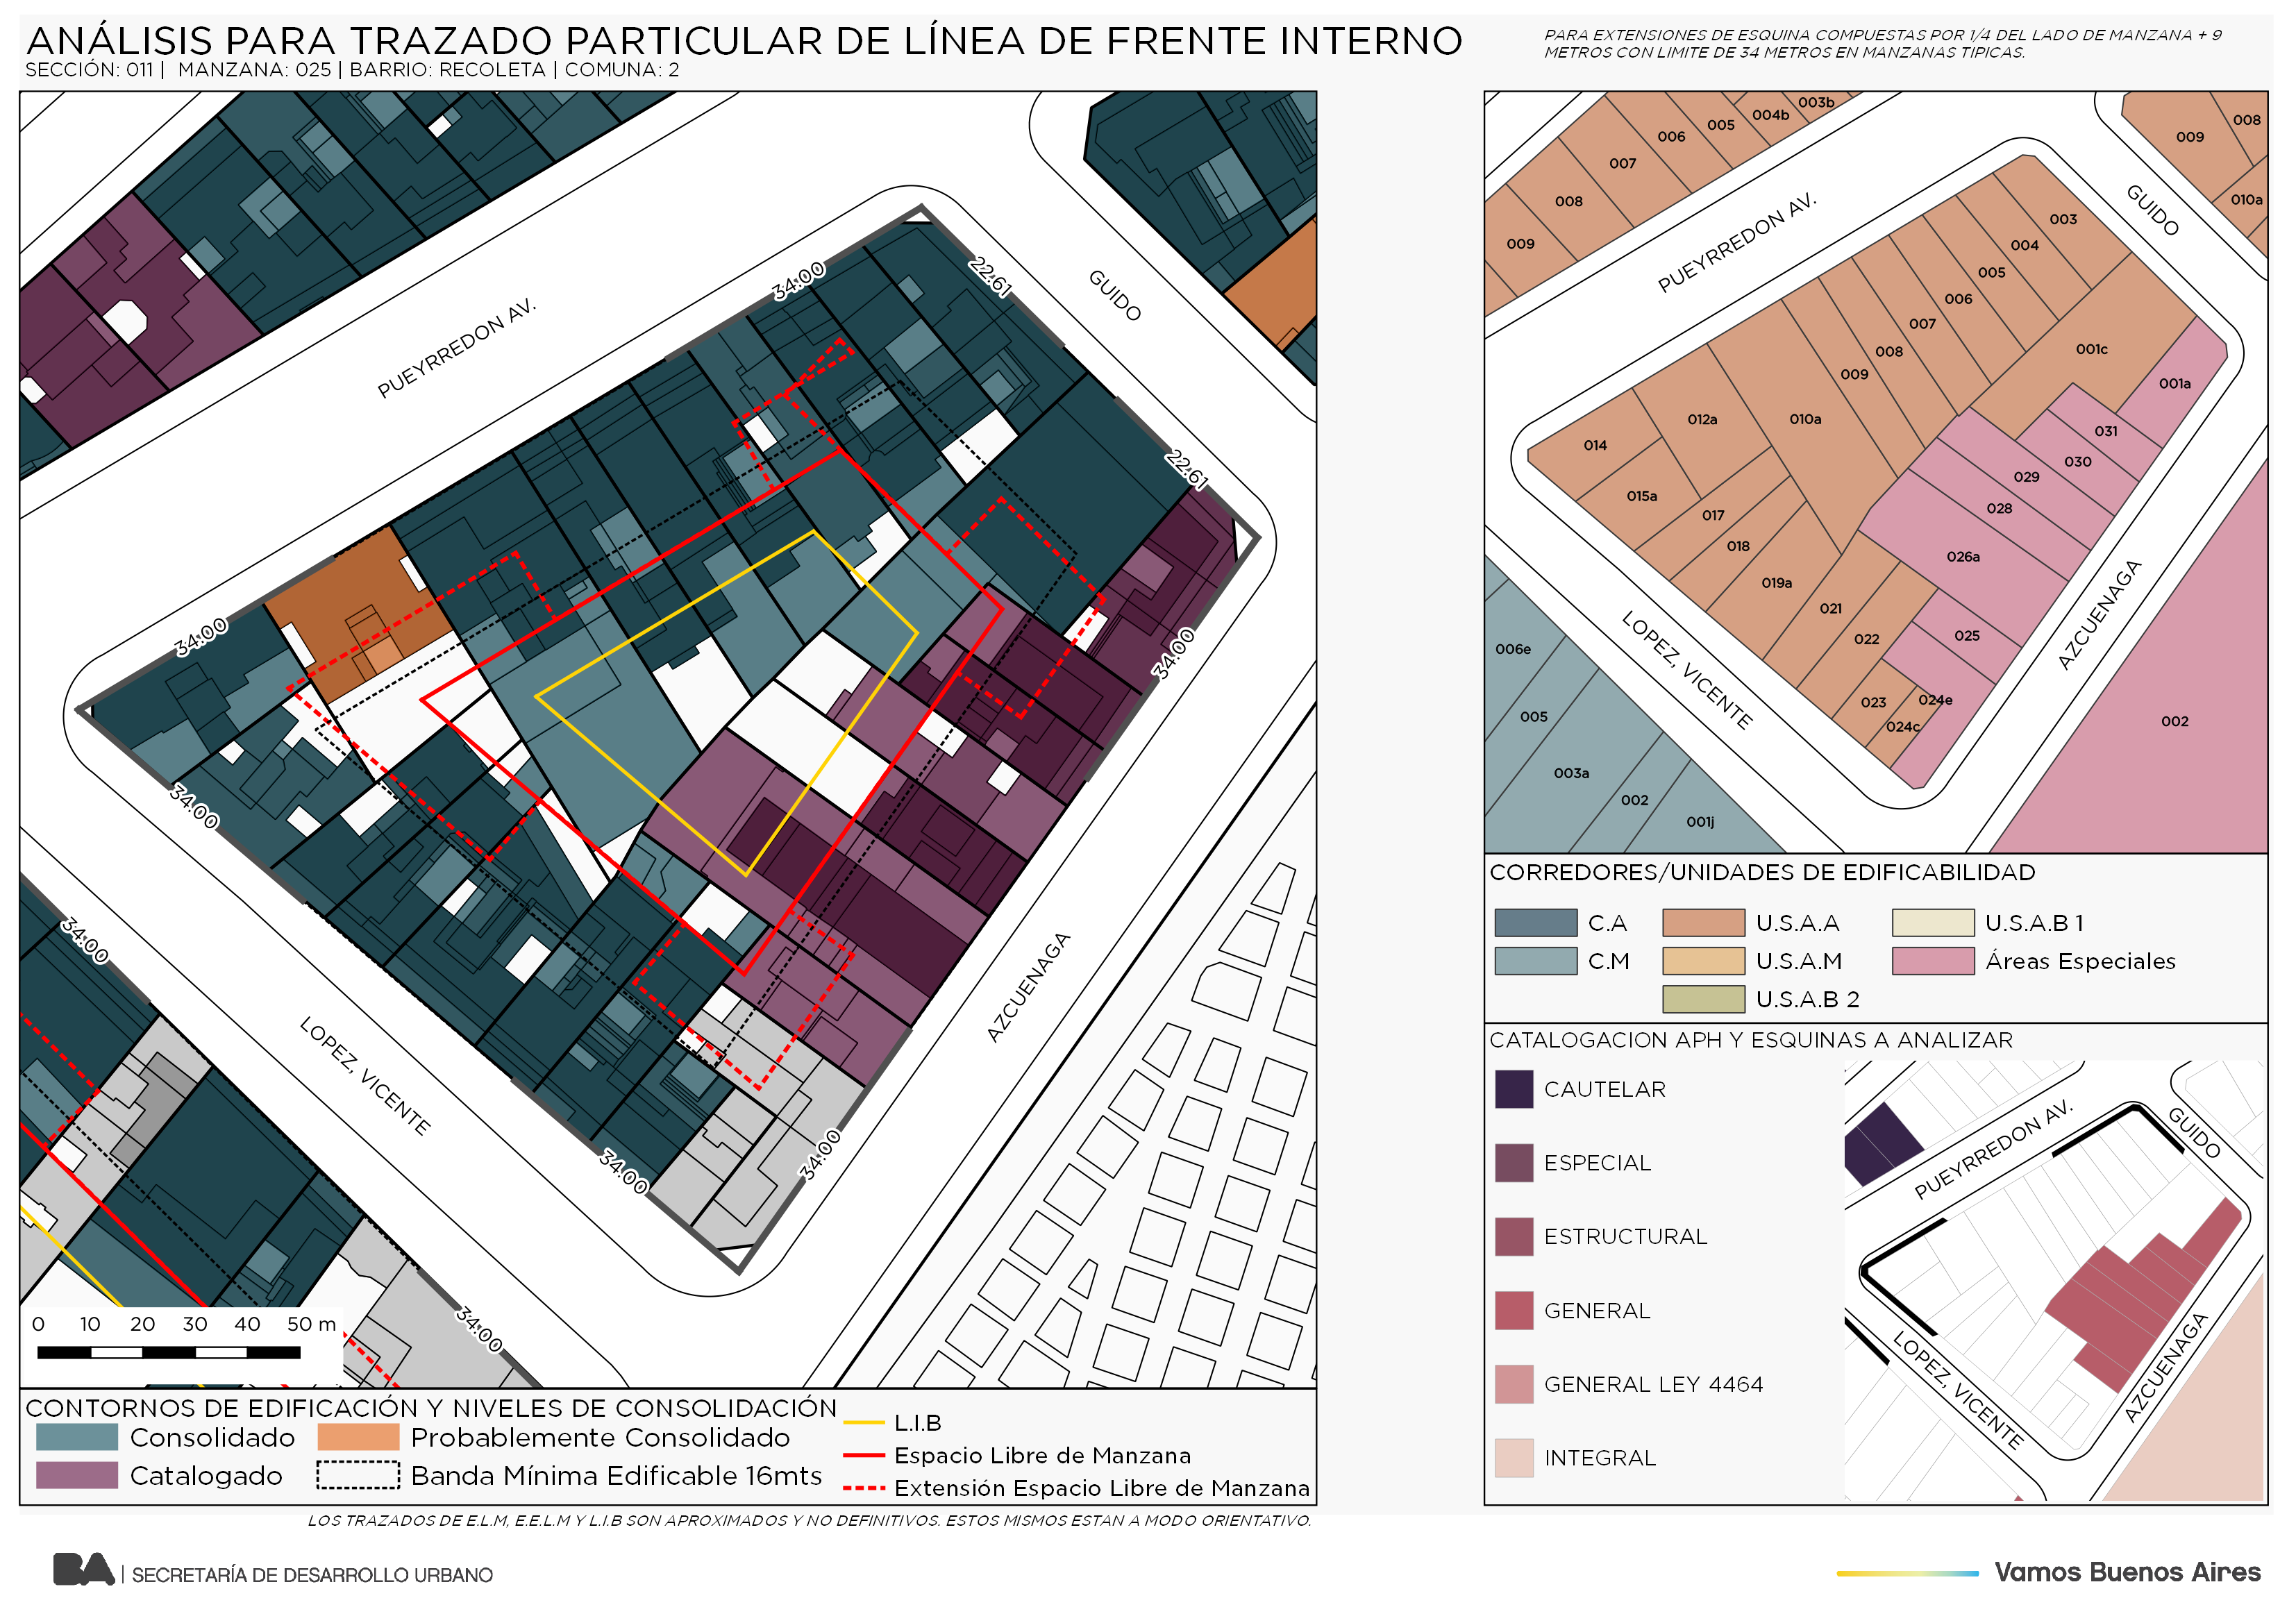 ANÁLISIS PARA TRAZADO PARTICULAR DE LÍNEA DE FRENTE INTERNO
SECCIÓN: 011 | MANZANA: 025 | BARRIO: RECOLETA | COMUNA: 2
PARA EXTENSIONES DE ESQUINA COMPUESTAS POR 1/4 DEL LADO DE MANZANA + 9
METROS CON LIMITE DE 34 METROS EN MANZANAS TIPICAS.
PUEYRREDON AV.
GUIDO
LOPEZ, VICENTE
AZCUENAGA
34:00
22:61
22:61
34:00
34:00
34:00
34:00
34:00
34:00
34:00
0 10 20 30 40 50 m
CONTORNOS DE EDIFICACIÓN Y NIVELES DE CONSOLIDACIÓN
Consolidado
Probablemente Consolidado
Catalogado
Banda Mínima Edificable 16mts
L.I.B
Espacio Libre de Manzana
Extensión Espacio Libre de Manzana
LOS TRAZADOS DE E.L.M, E.E.L.M Y L.I.B SON APROXIMADOS Y NO DEFINITIVOS. ESTOS MISMOS ESTAN A MODO ORIENTATIVO.
003b
004b
005
006
007
008
009
008
009
010a
PUEYRREDON AV.
GUIDO
003
004
005
006
007
008
009
010a
012a
014
015a
017
018
019a
021
022
023
024c
024e
025
026a
028
029
030
031
001a
001c
LOPEZ, VICENTE
AZCUENAGA
006e
005
003a
002
001j
002
CORREDORES/UNIDADES DE EDIFICABILIDAD
C.A
U.S.A.A
U.S.A.B 1
C.M
U.S.A.M
Áreas Especiales
U.S.A.B 2
CATALOGACION APH Y ESQUINAS A ANALIZAR
CAUTELAR
ESPECIAL
ESTRUCTURAL
GENERAL
GENERAL LEY 4464
INTEGRAL
PUEYRREDON AV.
GUIDO
LOPEZ, VICENTE
AZCUENAGA
BA | SECRETARÍA DE DESARROLLO URBANO
Vamos Buenos Aires